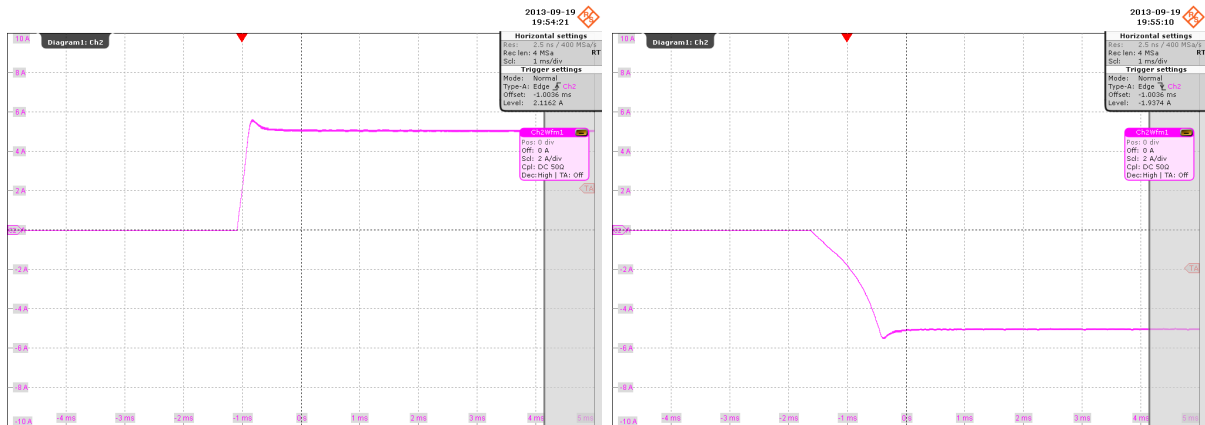 2013-09-19
19:54:21
Diagram1: Ch2
Horizontal settings
Res: 2.5 ns / 400 MSa/s
Rec len: 4 MSa RT
Scl: 1 ms/div
Trigger settings
Mode: Normal
Type-A: Edge Ch2
Offset: -1.0036 ms
Level: 2.1162 A
Ch2Wfm1
Pos: 0 div
Off: 0 A
Scl: 2 A/div
Cpl: DC 50Ω
Dec: High | TA: Off
TA
10 A
8 A
6 A
4 A
2 A
-2 A
-4 A
-6 A
-8 A
-10 A
-4 ms
-3 ms
-2 ms
-1 ms
0 s
1 ms
2 ms
3 ms
4 ms
5 ms
2013-09-19
19:55:10
Diagram1: Ch2
Horizontal settings
Res: 2.5 ns / 400 MSa/s
Rec len: 4 MSa RT
Scl: 1 ms/div
Trigger settings
Mode: Normal
Type-A: Edge Ch2
Offset: -1.0036 ms
Level: -1.9374 A
Ch2Wfm1
Pos: 0 div
Off: 0 A
Scl: 2 A/div
Cpl: DC 50Ω
Dec: High | TA: Off
TA
10 A
8 A
6 A
4 A
2 A
-2 A
-4 A
-6 A
-8 A
-10 A
-4 ms
-3 ms
-2 ms
-1 ms
0 s
1 ms
2 ms
3 ms
4 ms
5 ms